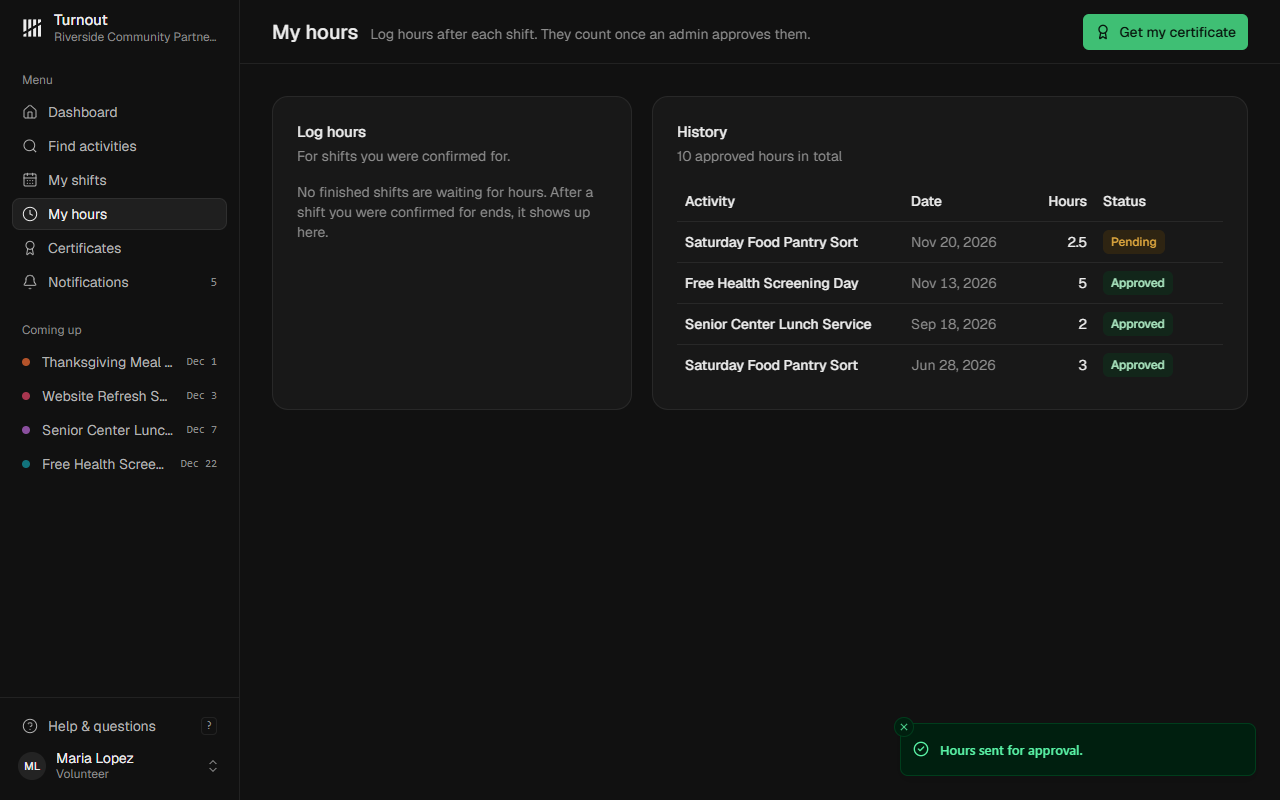 Turnout
Riverside Community Partne...
Menu
Dashboard
Find activities
My shifts
My hours
Certificates
Notifications 5
Coming up
Thanksgiving Meal ... Dec 1
Website Refresh S... Dec 3
Senior Center Lunc... Dec 7
Free Health Scree... Dec 22
Help & questions ?
ML
Maria Lopez
Volunteer
My hours Log hours after each shift. They count once an admin approves them.
Get my certificate
Log hours
For shifts you were confirmed for.
No finished shifts are waiting for hours. After a
shift you were confirmed for ends, it shows up
here.
History
10 approved hours in total
Activity Date Hours Status
Saturday Food Pantry Sort Nov 20, 2026 2.5 Pending
Free Health Screening Day Nov 13, 2026 5 Approved
Senior Center Lunch Service Sep 18, 2026 2 Approved
Saturday Food Pantry Sort Jun 28, 2026 3 Approved
Hours sent for approval.